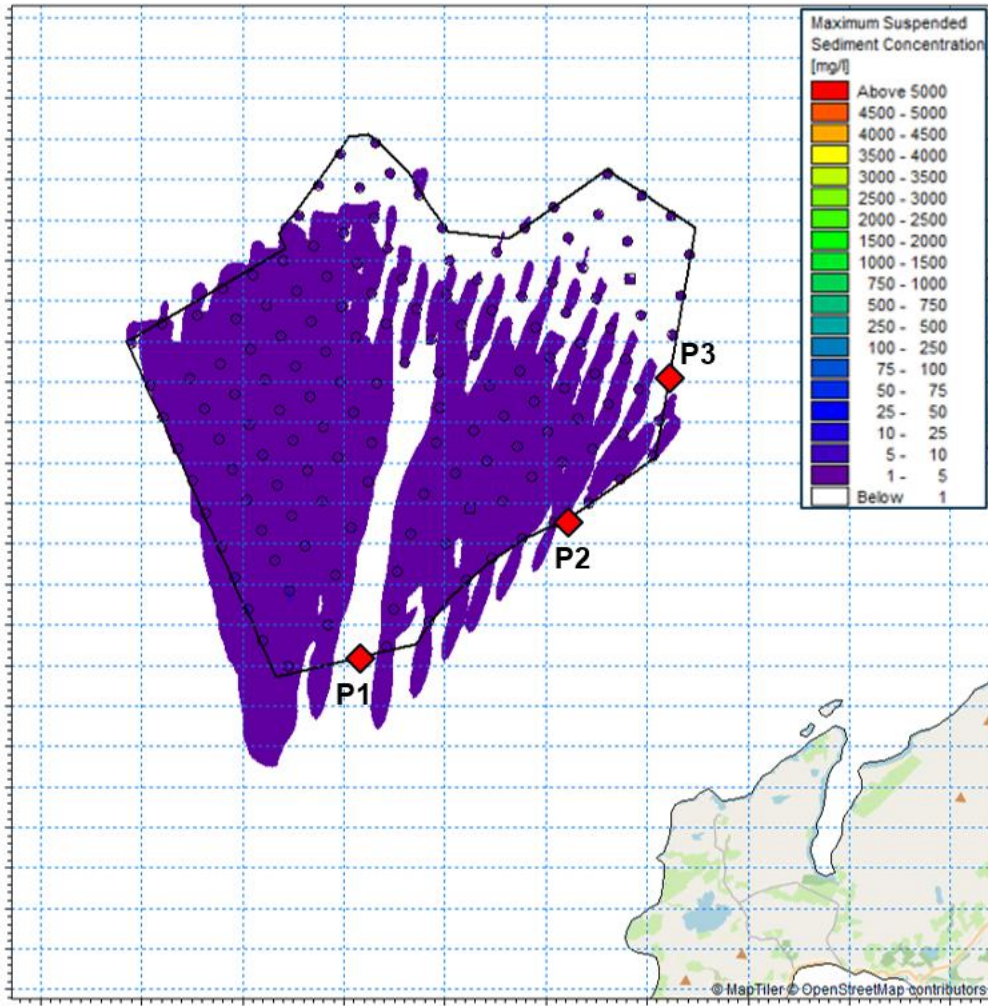 Maximum Suspended
Sediment Concentration
[mg/l]
Above 5000
4500 - 5000
4000 - 4500
3500 - 4000
3000 - 3500
2500 - 3000
2000 - 2500
1500 - 2000
1000 - 1500
750 - 1000
500 - 750
250 - 500
100 - 250
75 - 100
50 - 75
25 - 50
10 - 25
5 - 10
1 - 5
Below 1
P3
P2
P1
© MapTiler © OpenStreetMap contributors